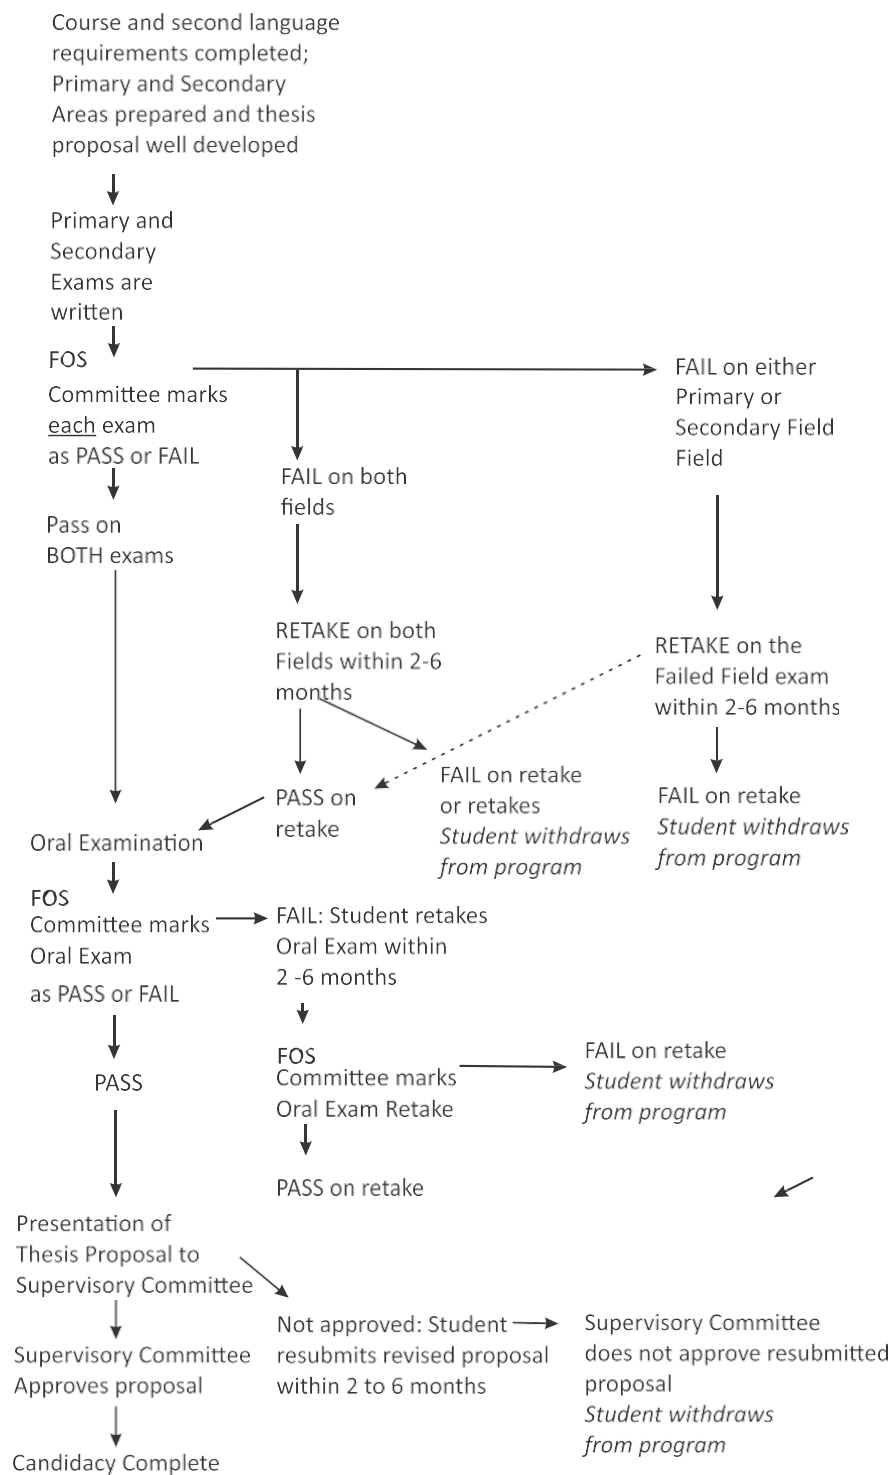 Course and second language
requirements completed;
Primary and Secondary
Areas prepared and thesis
proposal well developed
Primary and
Secondary
Exams are
written
FOS
Committee marks
each exam
as PASS or FAIL
FAIL on either
Primary or
Secondary Field
Field
FAIL on both
fields
Pass on
BOTH exams
RETAKE on both
Fields within 2-6
months
RETAKE on the
Failed Field exam
within 2-6 months
PASS on
retake
FAIL on retake
or retakes
Student withdraws
from program
FAIL on retake
Student withdraws
from program
Oral Examination
FOS
Committee marks
Oral Exam
as PASS or FAIL
FAIL: Student retakes
Oral Exam within
2 -6 months
PASS
FOS
Committee marks
Oral Exam Retake
FAIL on retake
Student withdraws
from program
PASS on retake
Presentation of
Thesis Proposal to
Supervisory Committee
Not approved: Student
resubmits revised proposal
within 2 to 6 months
Supervisory Committee
does not approve resubmitted
proposal
Student withdraws
from program
Supervisory Committee
Approves proposal
Candidacy Complete